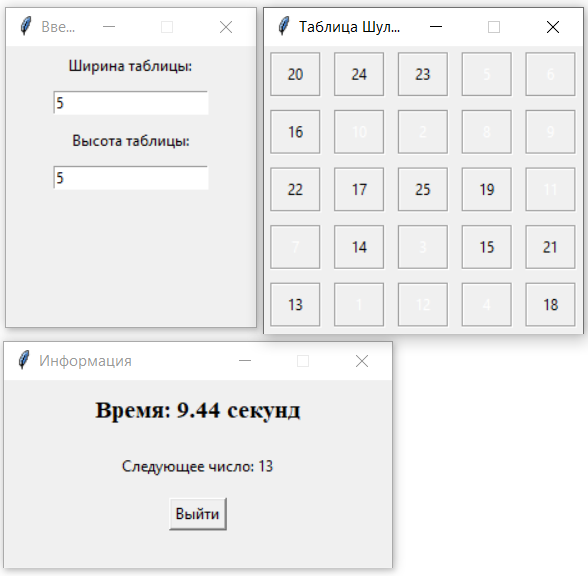 Вве...
Ширина таблицы:
5
Высота таблицы:
5
Таблица Шул...
20 24 23 5 6
16 10 2 8 9
22 17 25 19 11
7 14 3 15 21
13 1 12 4 18
Информация
Время: 9.44 секунд
Следующее число: 13
Выйти